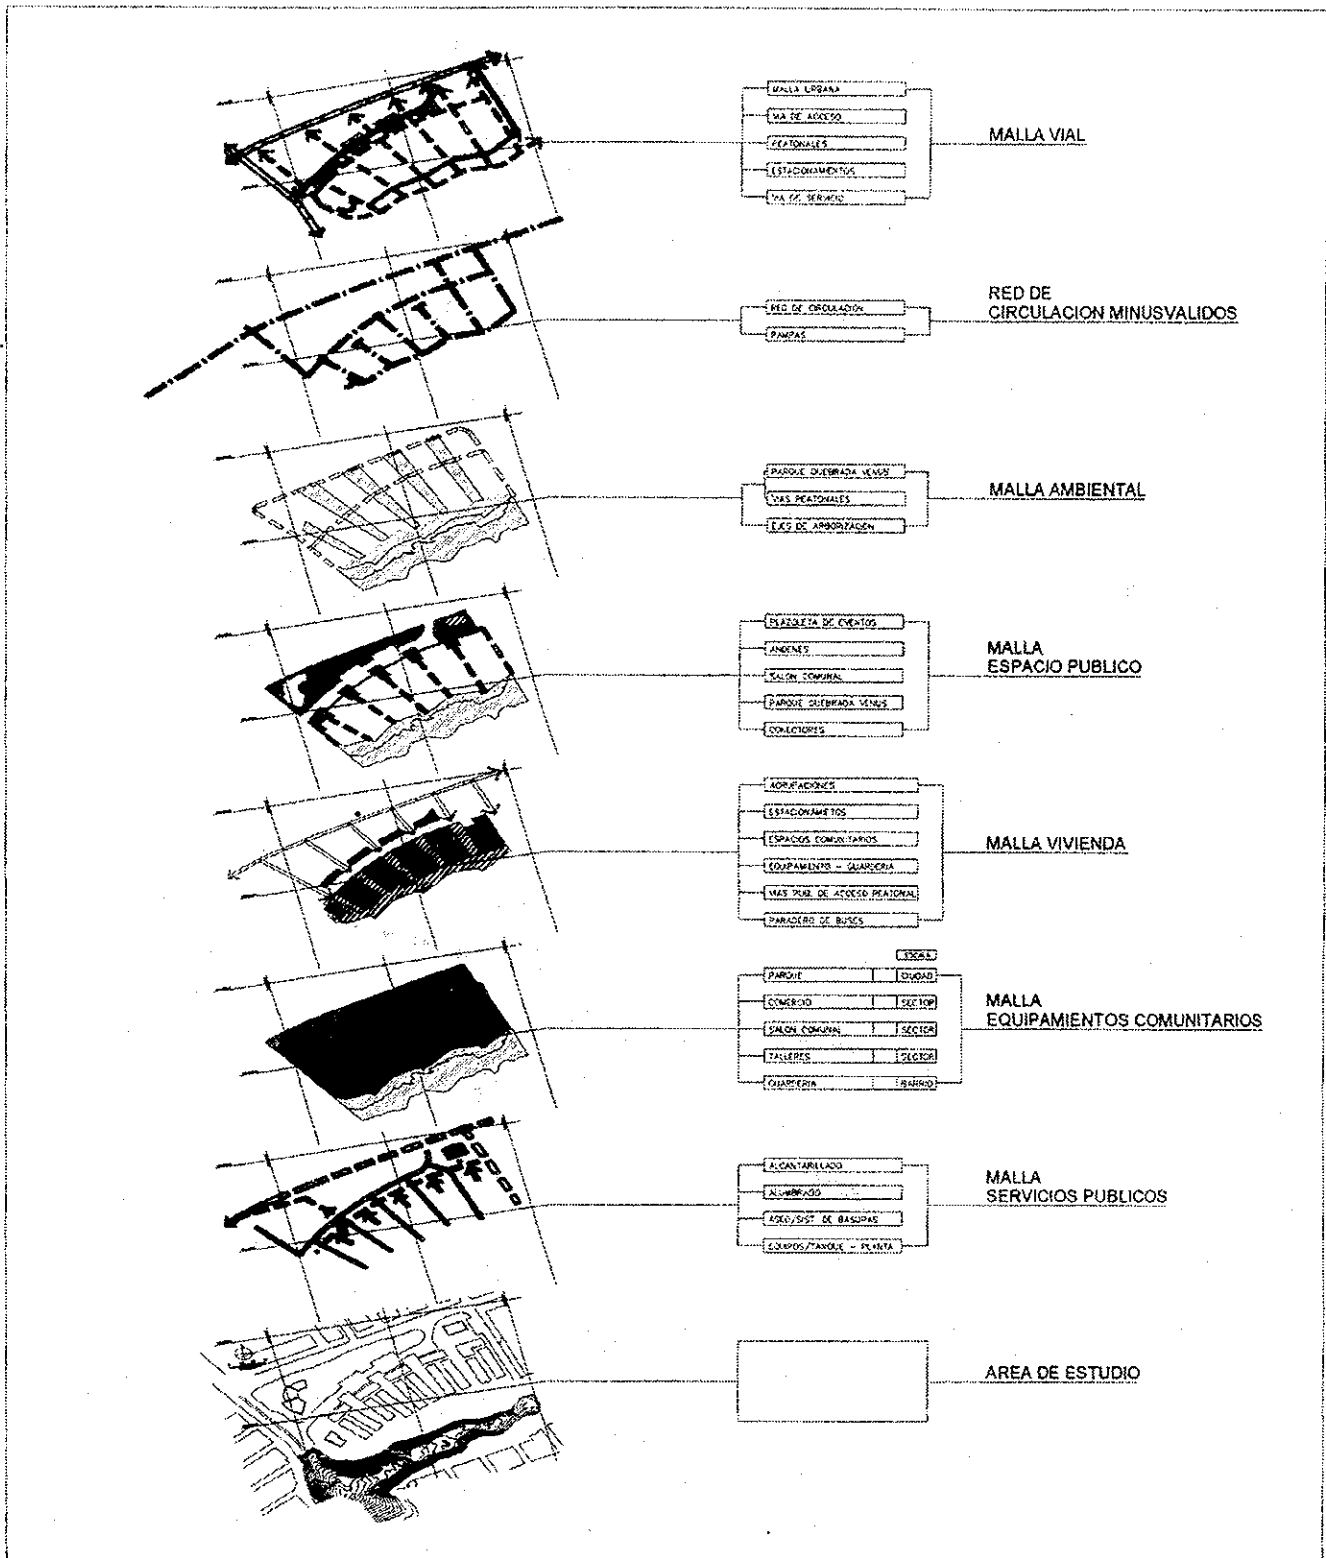 MALLA URBANA
VIA DE ACCESO
PEATONALES
ESTACIONAMIENTOS
VIA DE SERVICIO
MALLA VIAL
RED DE CIRCULACION
RAMPAS
RED DE
CIRCULACION MINUSVALIDOS
PARQUE QUEBRADA VENUS
VIAS PEATONALES
EJES DE ARBORIZACION
MALLA AMBIENTAL
PLAZOLETA DE EVENTOS
ANDENES
SALON COMUNAL
PARQUE QUEBRADA VENUS
CONECTORES
MALLA
ESPACIO PUBLICO
AGRUPACIONES
ESTACIONAMIETOS
ESPACIOS COMUNITARIOS
EQUIPAMIENTO - GUARDERIA
VIAS PUB. DE ACCESO PEATONAL
PARADERO DE BUSES
MALLA VIVIENDA
ESCALA
PARQUE CIUDAD
COMERCIO SECTOR
SALON COMUNAL SECTOR
TALLERES SECTOR
GUARDERIA BARRIO
MALLA
EQUIPAMIENTOS COMUNITARIOS
ALCANTARILLADO
ALUMBRADO
ASEO/SIST. DE BASURAS
EQUIPOS/TANQUE - PLANTA
MALLA
SERVICIOS PUBLICOS
AREA DE ESTUDIO